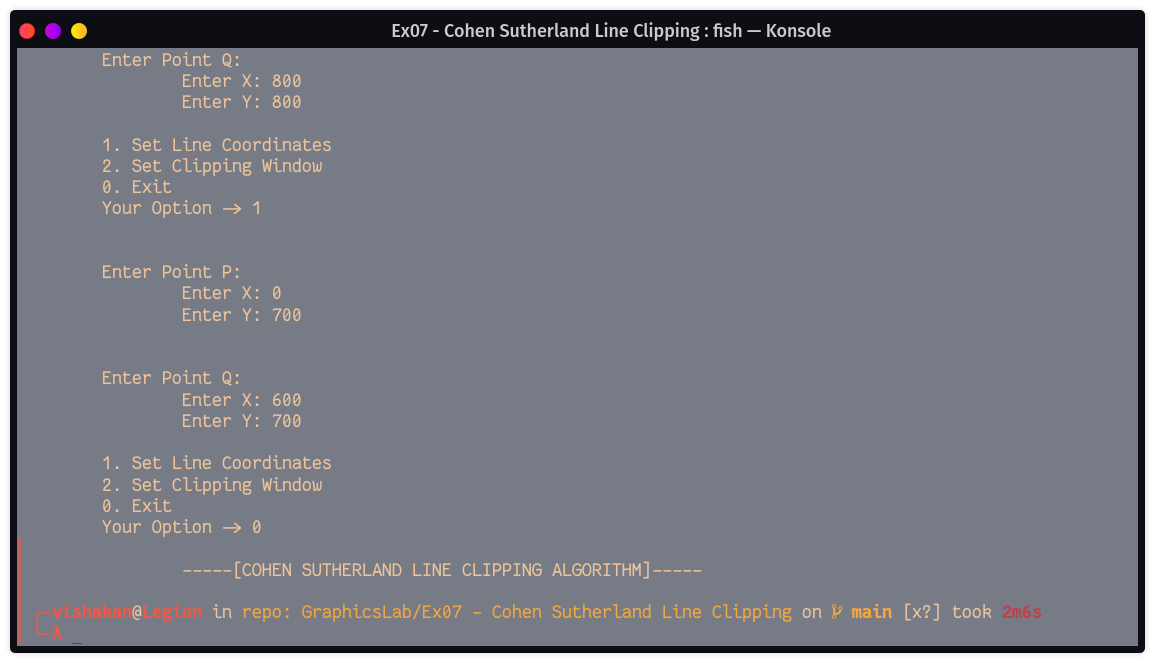 Ex07 - Cohen Sutherland Line Clipping : fish — Konsole
Enter Point Q:
Enter X: 800
Enter Y: 800
1. Set Line Coordinates
2. Set Clipping Window
0. Exit
Your Option → 1
Enter Point P:
Enter X: 0
Enter Y: 700
Enter Point Q:
Enter X: 600
Enter Y: 700
1. Set Line Coordinates
2. Set Clipping Window
0. Exit
Your Option → 0
-----[COHEN SUTHERLAND LINE CLIPPING ALGORITHM]-----
vishakan@Legion in repo: GraphicsLab/Ex07 - Cohen Sutherland Line Clipping on main [x?] took 2m6s
λ _